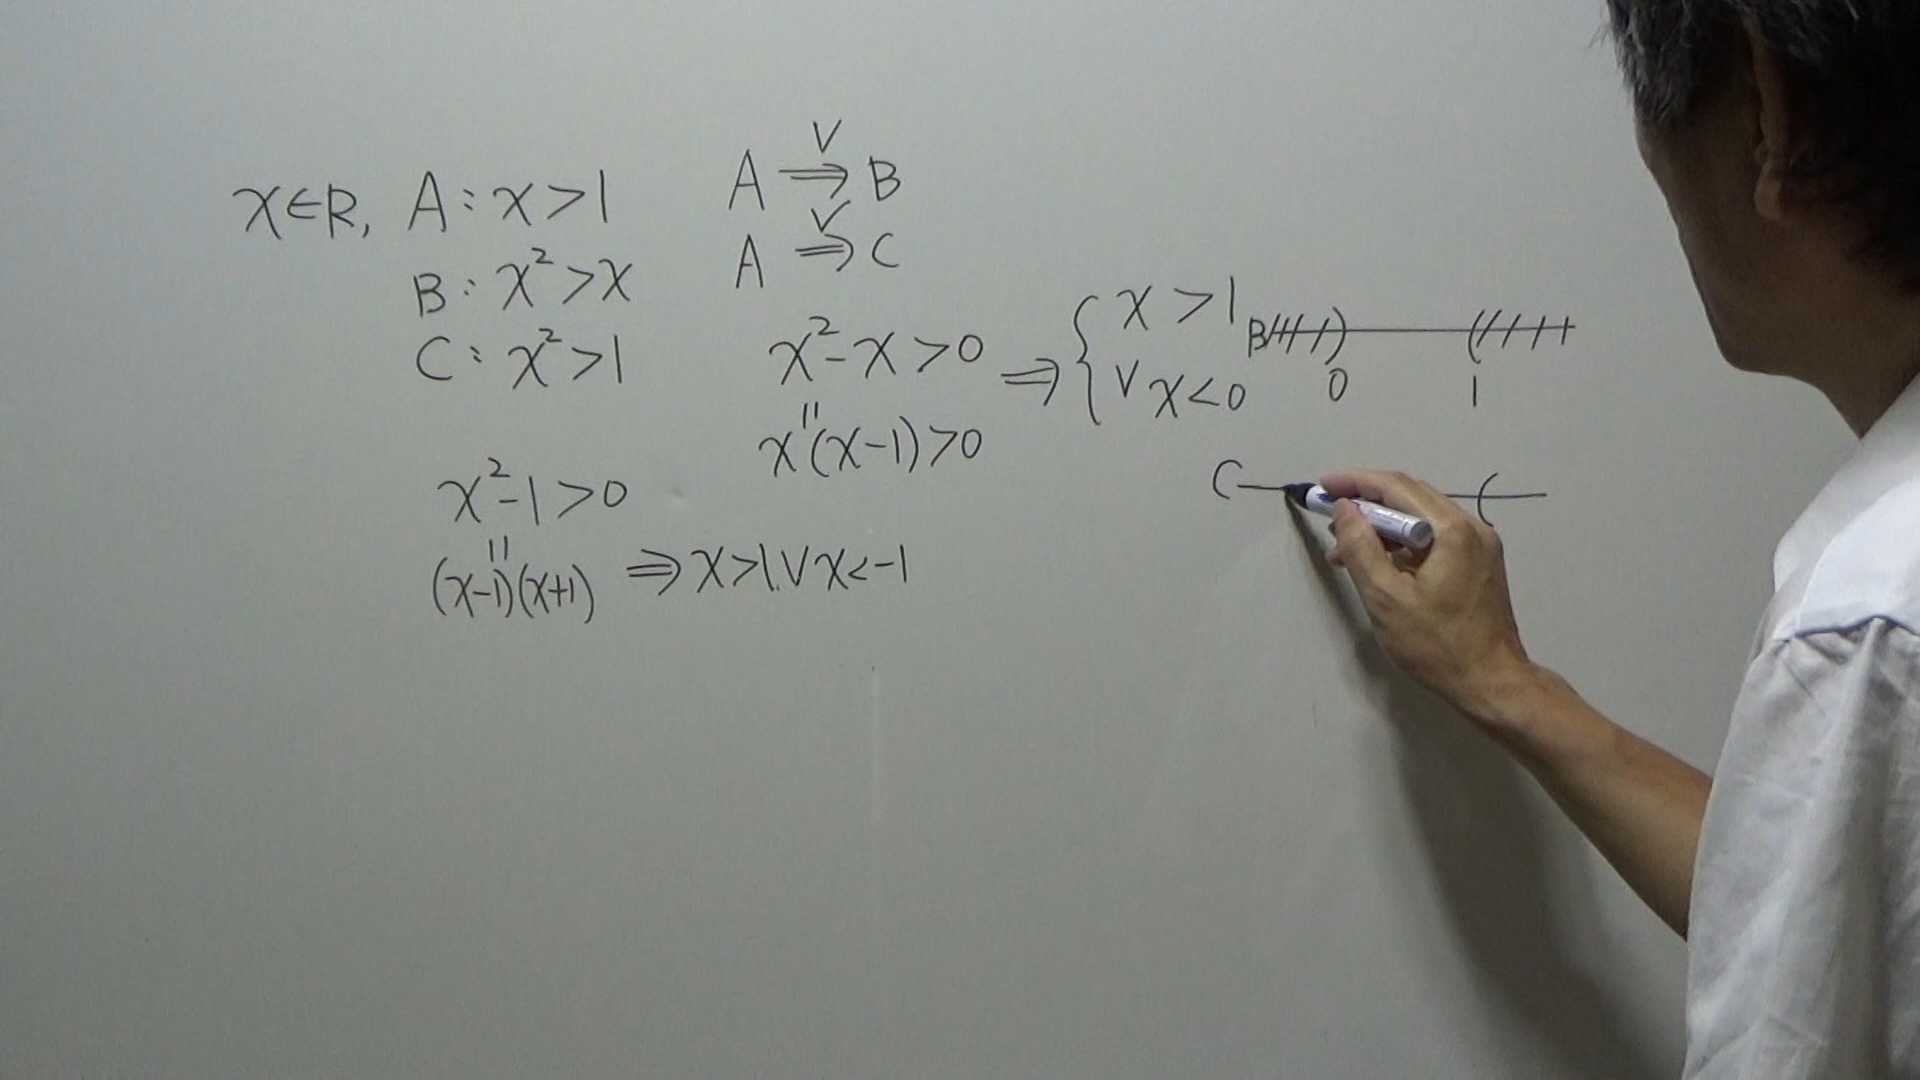 x∈R, A : x>1
B : x²>x
C : x²>1
A ⇒ B
V
A ⇒ C
V
x²-x>0
"
x(x-1)>0
⇒ { x>1
∨ x<0
B
0 1
C
x²-1>0
"
(x-1)(x+1) ⇒ x>1.∨x<-1